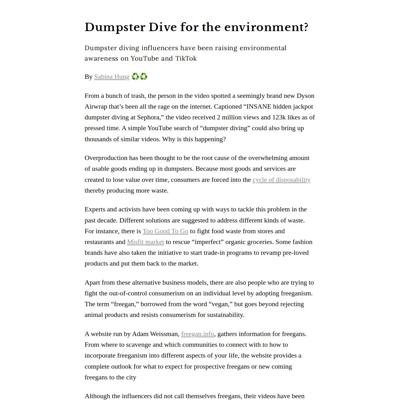 Dumpster Dive for the environment?
Dumpster diving influencers have been raising environmental
awareness on YouTube and TikTok
By Sabina Hung ♻️♻️
From a bunch of trash, the person in the video spotted a seemingly brand new Dyson
Airwrap that's been all the rage on the internet. Captioned “INSANE hidden jackpot
dumpster diving at Sephora,” the video received 2 million views and 123k likes as of
pressed time. A simple YouTube search of “dumpster diving” could also bring up
thousands of similar videos. Why is this happening?
Overproduction has been thought to be the root cause of the overwhelming amount
of usable goods ending up in dumpsters. Because most goods and services are
created to lose value over time, consumers are forced into the cycle of disposability
thereby producing more waste.
Experts and activists have been coming up with ways to tackle this problem in the
past decade. Different solutions are suggested to address different kinds of waste.
For instance, there is Too Good To Go to fight food waste from stores and
restaurants and Misfit market to rescue “imperfect” organic groceries. Some fashion
brands have also taken the initiative to start trade-in programs to revamp pre-loved
products and put them back to the market.
Apart from these alternative business models, there are also people who are trying to
fight the out-of-control consumerism on an individual level by adopting freeganism.
The term “freegan,” borrowed from the word “vegan,” but goes beyond rejecting
animal products and resists consumerism for sustainability.
A website run by Adam Weissman, freegan.info, gathers information for freegans.
From where to scavenge and which communities to connect with to how to
incorporate freeganism into different aspects of your life, the website provides a
complete outlook for what to expect for prospective freegans or new coming
freegans to the city
Although the influencers did not call themselves freegans, their videos have been